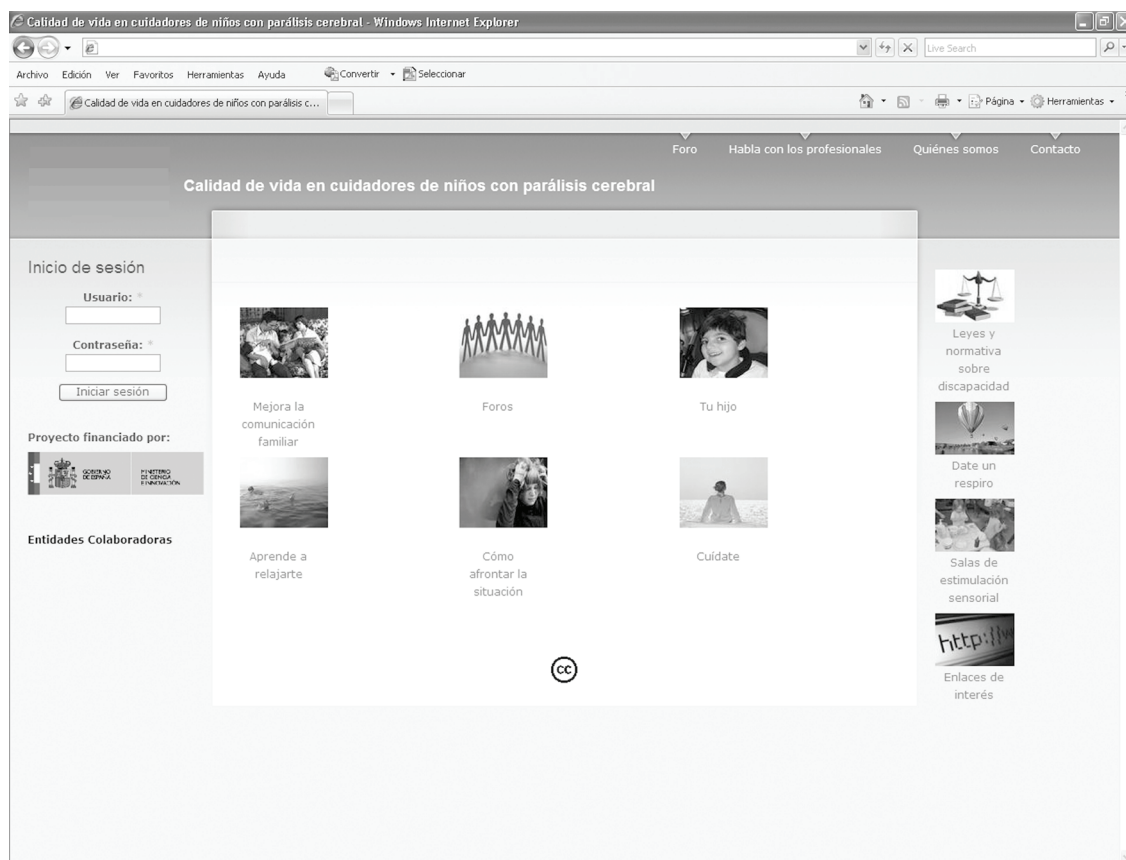 Calidad de vida en cuidadores de niños con parálisis cerebral - Windows Internet Explorer
Live Search
Archivo Edición Ver Favoritos Herramientas Ayuda Convertir Seleccionar
Calidad de vida en cuidadores de niños con parálisis c... Página Herramientas
Foro Habla con los profesionales Quiénes somos Contacto
Calidad de vida en cuidadores de niños con parálisis cerebral
Inicio de sesión
Usuario: *
Contraseña: *
Iniciar sesión
Proyecto financiado por:
GOBIERNO
DE ESPAÑA
MINISTERIO
DE CIENCIA
E INNOVACIÓN
Entidades Colaboradoras
Mejora la
comunicación
familiar
Foros
Tu hijo
Aprende a
relajarte
Cómo
afrontar la
situación
Cuídate
cc
Leyes y
normativa
sobre
discapacidad
Date un
respiro
Salas de
estimulación
sensorial
http://w
Enlaces de
interés